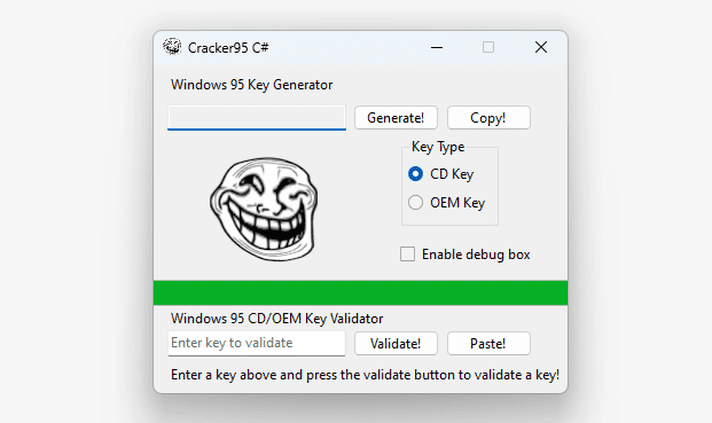 Cracker95 C#
Windows 95 Key Generator
Generate! Copy!
Key Type
CD Key
OEM Key
Enable debug box
Windows 95 CD/OEM Key Validator
Enter key to validate Validate! Paste!
Enter a key above and press the validate button to validate a key!